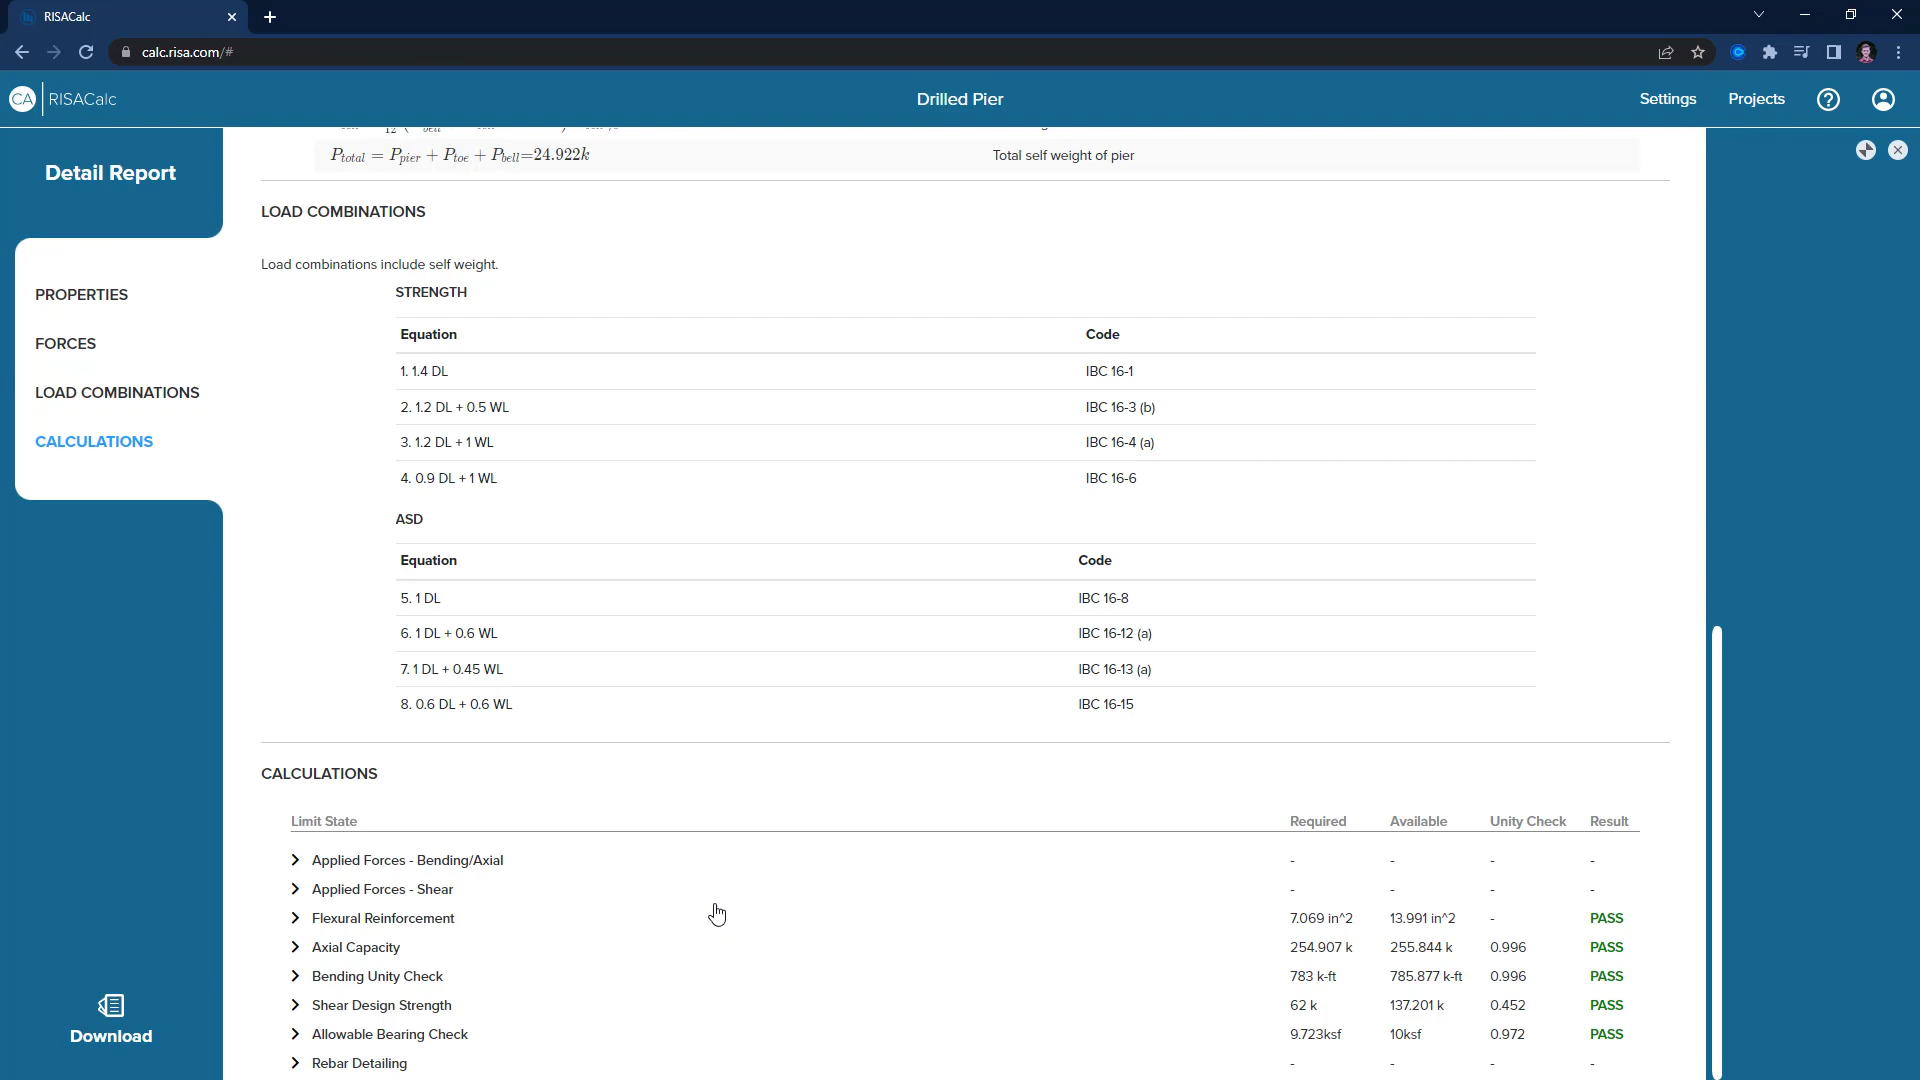 RISACalc
calc.risa.com/#
CA RISACalc
Drilled Pier
Settings
Projects
Detail Report
PROPERTIES
FORCES
LOAD COMBINATIONS
CALCULATIONS
Download
P_total = P_pier + P_toe + P_bell=24.922k
Total self weight of pier
LOAD COMBINATIONS
Load combinations include self weight.
STRENGTH
Equation Code
1. 1.4 DL IBC 16-1
2. 1.2 DL + 0.5 WL IBC 16-3 (b)
3. 1.2 DL + 1 WL IBC 16-4 (a)
4. 0.9 DL + 1 WL IBC 16-6
ASD
Equation Code
5. 1 DL IBC 16-8
6. 1 DL + 0.6 WL IBC 16-12 (a)
7. 1 DL + 0.45 WL IBC 16-13 (a)
8. 0.6 DL + 0.6 WL IBC 16-15
CALCULATIONS
Limit State Required Available Unity Check Result
Applied Forces - Bending/Axial - - - -
Applied Forces - Shear - - - -
Flexural Reinforcement 7.069 in^2 13.991 in^2 - PASS
Axial Capacity 254.907 k 255.844 k 0.996 PASS
Bending Unity Check 783 k-ft 785.877 k-ft 0.996 PASS
Shear Design Strength 62 k 137.201 k 0.452 PASS
Allowable Bearing Check 9.723ksf 10ksf 0.972 PASS
Rebar Detailing - - - -